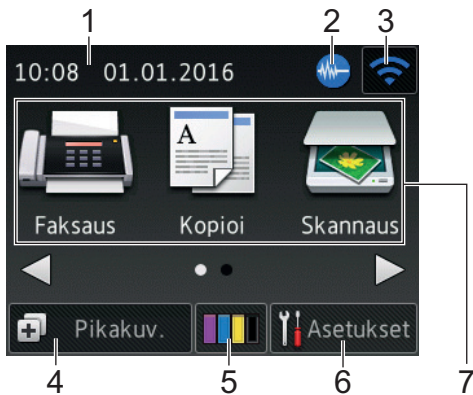 1 2 3
10:08 01.01.2016
A
Faksaus Kopioi Skannaus
Pikakuv. Asetukset
4 5 6 7